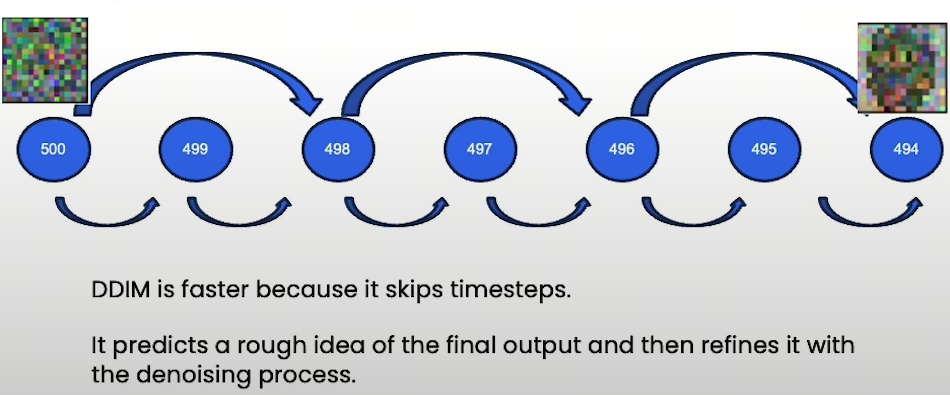 500 499 498 497 496 495 494
DDIM is faster because it skips timesteps.
It predicts a rough idea of the final output and then refines it with
the denoising process.